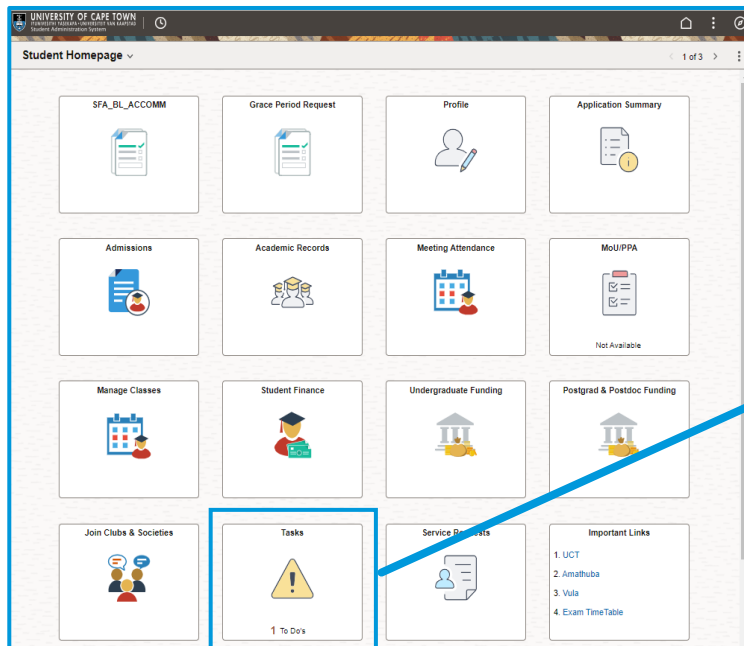 UNIVERSITY OF CAPE TOWN
IYUNIVESITHI YASEKAPA • UNIVERSITEIT VAN KAAPSTAD
Student Administration System
Student Homepage
1 of 3
SFA_BL_ACCOMM
Grace Period Request
Profile
Application Summary
Admissions
Academic Records
Meeting Attendance
MoU/PPA
Not Available
Manage Classes
Student Finance
Undergraduate Funding
Postgrad & Postdoc Funding
Join Clubs & Societies
Tasks
1 To Do's
Service Requests
Important Links
1. UCT
2. Amathuba
3. Vula
4. Exam TimeTable